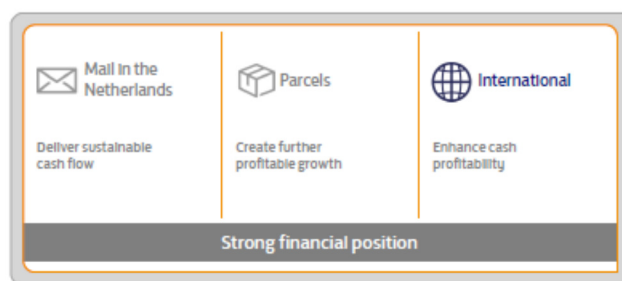 Mail in the
Netherlands
Parcels
International
Deliver sustainable
cash flow
Create further
profitable growth
Enhance cash
profitability
Strong financial position